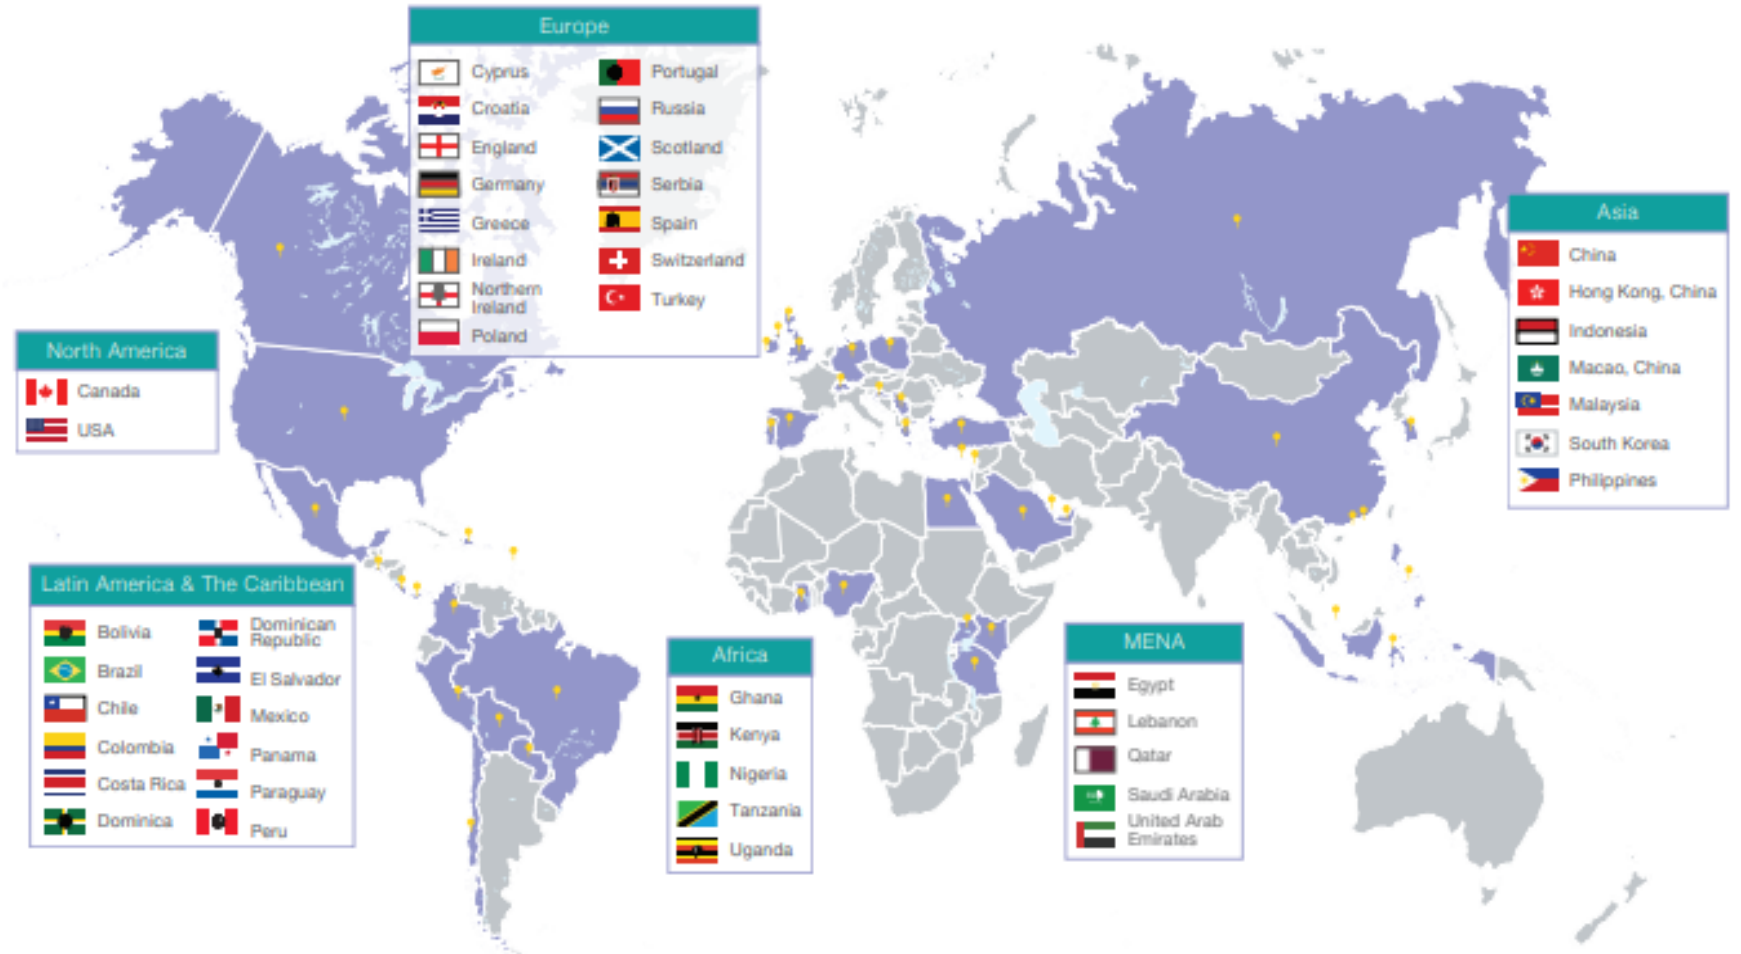 Europe
Cyprus
Croatia
England
Germany
Greece
Ireland
Northern
Ireland
Poland
Portugal
Russia
Scotland
Serbia
Spain
Switzerland
Turkey
North America
Canada
USA
Asia
China
Hong Kong, China
Indonesia
Macao, China
Malaysia
South Korea
Philippines
Latin America & The Caribbean
Bolivia
Brazil
Chile
Colombia
Costa Rica
Dominica
Dominican
Republic
El Salvador
Mexico
Panama
Paraguay
Peru
Africa
Ghana
Kenya
Nigeria
Tanzania
Uganda
MENA
Egypt
Lebanon
Qatar
Saudi Arabia
United Arab
Emirates